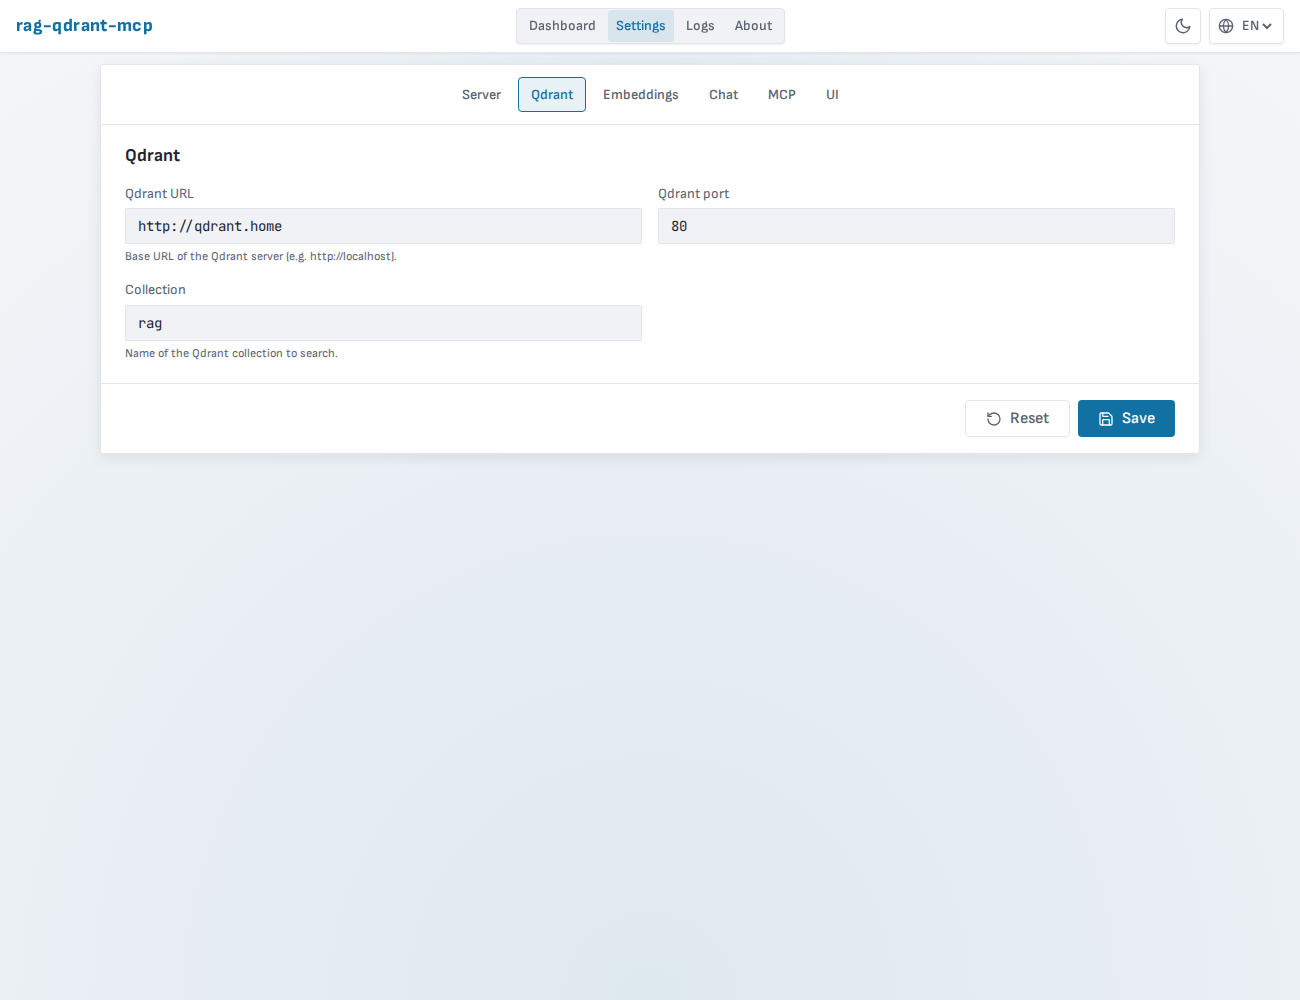 rag-qdrant-mcp
Dashboard Settings Logs About
EN
Server Qdrant Embeddings Chat MCP UI
Qdrant
Qdrant URL Qdrant port
http://qdrant.home 80
Base URL of the Qdrant server (e.g. http://localhost).
Collection
rag
Name of the Qdrant collection to search.
Reset Save